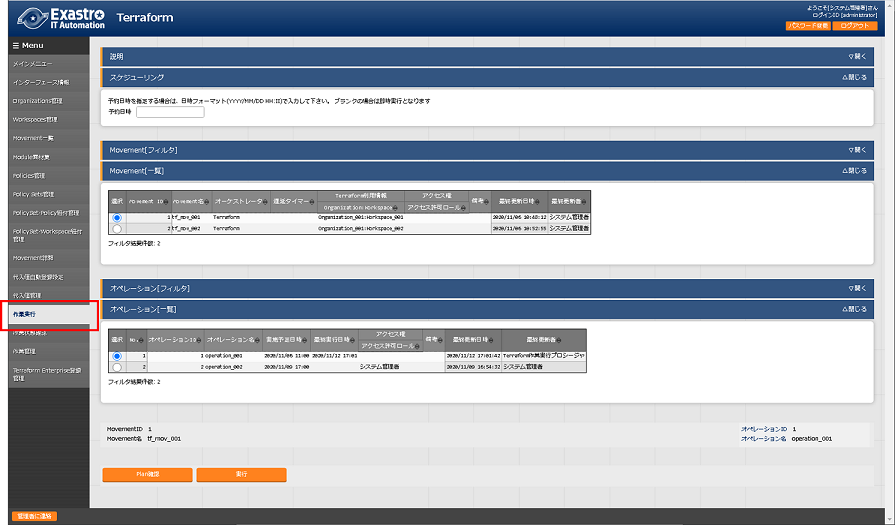 Exastro
IT Automation
Terraform
ようこそ[システム管理者]さん
ログインID [administrator]
パスワード変更 ログアウト
Menu
メインメニュー
インターフェース情報
Organizations管理
Workspaces管理
Movement一覧
Module素材集
Policies管理
Policy Sets管理
PolicySet-Policy紐付管理
PolicySet-Workspace紐付
管理
Movement詳細
代入値自動登録設定
代入値管理
作業実行
作業状態確認
作業管理
Terraform Enterprise登録
管理
説明 ▽開く
スケジューリング △閉じる
予約日時を指定する場合は、日時フォーマット(YYYY/MM/DD HH:II)で入力して下さい。ブランクの場合は即時実行となります
予約日時
Movement[フィルタ] ▽開く
Movement[一覧] △閉じる
選択 Movement ID Movement名 オーケストレータ 遅延タイマー Terraform利用情報 アクセス権 備考 最終更新日時 最終更新者
Organization:Workspace アクセス許可ロール
1 tf_mov_001 Terraform Organization_001:Workspace_001 システム管理者
2 tf_mov_002 Terraform Organization_001:Workspace_002 システム管理者
フィルタ結果件数: 2
オペレーション[フィルタ] ▽開く
オペレーション[一覧] △閉じる
選択 No. オペレーションID オペレーション名 実施予定日時 最終実行日時 アクセス権 備考 最終更新日時 最終更新者
アクセス許可ロール
1 1 operation_001 2020/11/06 11:00 2020/11/12 17:01 2020/11/12 17:01:42 Terraform作業実行プロシージャ
2 2 operation_002 2020/11/09 17:00 システム管理者 2020/11/09 16:54:32 システム管理者
フィルタ結果件数: 2
MovementID 1 オペレーションID 1
Movement名 tf_mov_001 オペレーション名 operation_001
Plan確認 実行
管理者に連絡